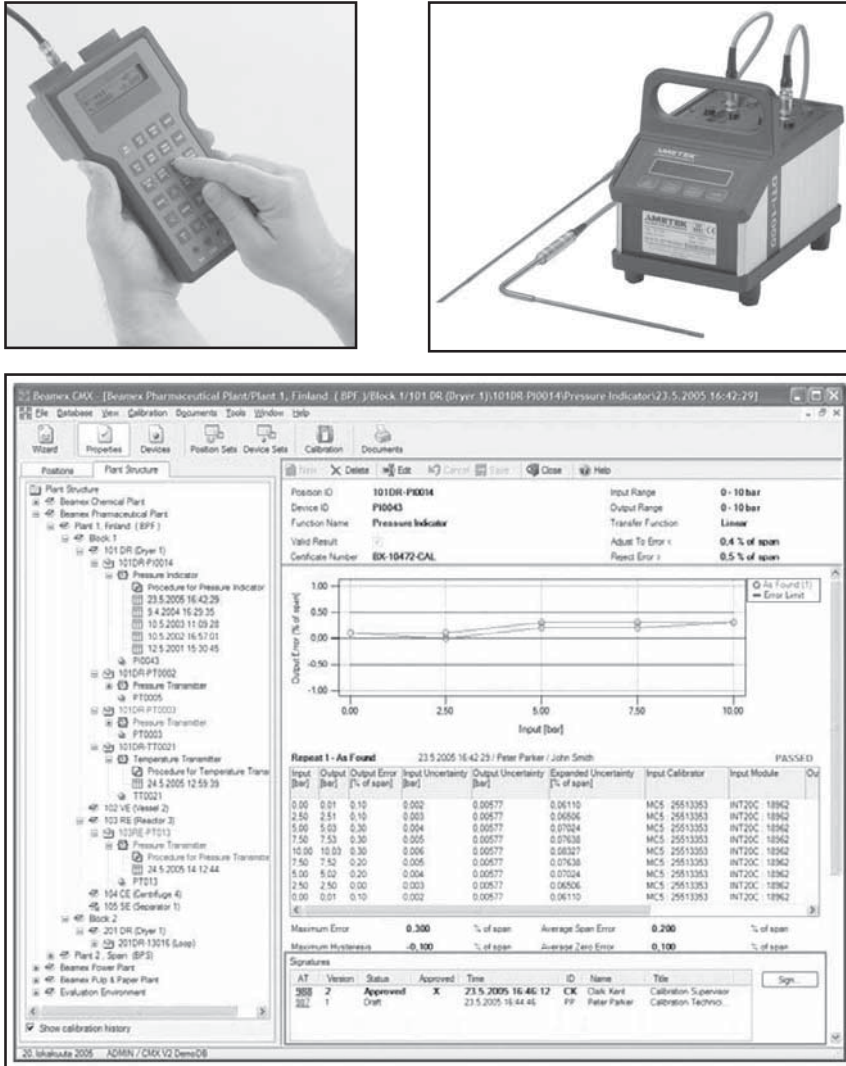 AMETEK
AMETEK
DTI-1000
Beamex CMX - [Beamex Pharmaceutical Plant/Plant 1, Finland ( BPF )/Block 1/101 DR (Dryer 1)\101DR-PI0014\Pressure Indicator\23.5.2005 16:42:29]
File Database View Calibration Documents Tools Window Help
Wizard Properties Devices Position Sets Device Sets Calibration Documents
Positions Plant Structure
Plant Structure
Beamex Chemical Plant
Beamex Pharmaceutical Plant
Plant 1, Finland ( BPF )
Block 1
101 DR (Dryer 1)
101DR-PI0014
Pressure Indicator
Procedure for Pressure Indicator
23.5.2005 16:42:29
9.4.2004 16:29:35
10.5.2003 11:09:28
10.5.2002 16:57:01
12.5.2001 15:30:45
PI0043
101DR-PT0002
Pressure Transmitter
PT0005
101DR-PT0003
Pressure Transmitter
PT0003
101DR-TT0021
Temperature Transmitter
Procedure for Temperature Trans
24.5.2005 12:59:39
TT0021
102 VE (Vessel 2)
103 RE (Reactor 3)
103RE-PT013
Pressure Transmitter
Procedure for Pressure Transmitte
24.5.2005 14:12:44
PT013
104 CE (Centrifuge 4)
105 SE (Separator 1)
Block 2
201 DR (Dryer 1)
201DR-13016 (Loop)
Plant 2, Spain (BPS)
Beamex Power Plant
Beamex Pulp & Paper Plant
Evaluation Environment
Show calibration history
New Delete Edit Cancel Save Close Help
Position ID 101DR-PI0014 Input Range 0 - 10 bar
Device ID PI0043 Output Range 0 - 10 bar
Function Name Pressure Indicator Transfer Function Linear
Valid Result Adjust To Error < 0,4 % of span
Certificate Number BX-10472-CAL Reject Error > 0,5 % of span
As Found (1)
Error Limit
Output Error [% of span]
1.00
0.50
0.00
-0.50
-1.00
0.00 2.50 5.00 7.50 10.00
Input [bar]
Repeat 1 - As Found 23.5.2005 16:42:29 / Peter Parker / John Smith PASSED
Input [bar] Output [bar] Output Error [% of span] Input Uncertainty [bar] Output Uncertainty [bar] Expanded Uncertainty [% of span] Input Calibrator Input Module Ou
0.00 0.01 0.10 0.002 0.00577 0.06110 MC5 : 25513353 INT20C : 18962
2.50 2.51 0.10 0.003 0.00577 0.06506 MC5 : 25513353 INT20C : 18962
5.00 5.03 0.30 0.004 0.00577 0.07024 MC5 : 25513353 INT20C : 18962
7.50 7.53 0.30 0.005 0.00577 0.07638 MC5 : 25513353 INT20C : 18962
10.00 10.03 0.30 0.006 0.00577 0.08327 MC5 : 25513353 INT20C : 18962
7.50 7.52 0.20 0.005 0.00577 0.07638 MC5 : 25513353 INT20C : 18962
5.00 5.02 0.20 0.004 0.00577 0.07024 MC5 : 25513353 INT20C : 18962
2.50 2.50 0.00 0.003 0.00577 0.06506 MC5 : 25513353 INT20C : 18962
0.00 0.01 0.10 0.002 0.00577 0.06110 MC5 : 25513353 INT20C : 18962
Maximum Error 0.300 % of span Average Span Error 0.200 % of span
Maximum Hysteresis -0,100 % of span Average Zero Error 0,100 % of span
Signatures
AT Version Status Approved Time ID Name Title
988 2 Approved X 23.5.2005 16:46:12 CK Clark Kent Calibration Supervisor
987 1 Draft 23.5.2005 16:44:46 PP Peter Parker Calibration Technici...
Sign...
20. lokakuuta 2005 ADMIN / CMX V2 DemoDB